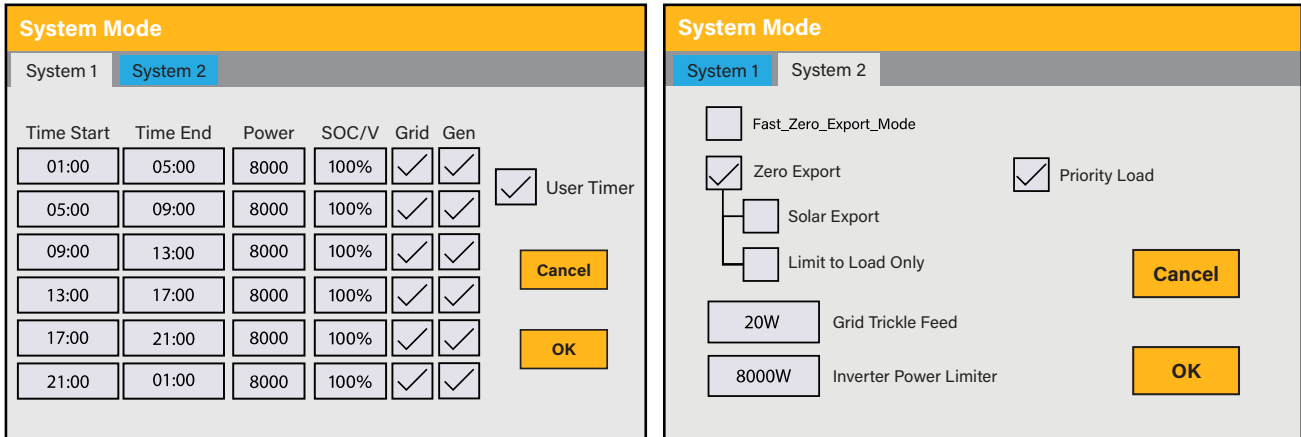 System Mode
System 1 System 2
Time Start Time End Power SOC/V Grid Gen
01:00 05:00 8000 100%
User Timer
05:00 09:00 8000 100%
09:00 13:00 8000 100%
Cancel
13:00 17:00 8000 100%
17:00 21:00 8000 100%
OK
21:00 01:00 8000 100%
System Mode
System 1 System 2
Fast_Zero_Export_Mode
Zero Export Priority Load
Solar Export
Limit to Load Only
Cancel
20W Grid Trickle Feed
8000W Inverter Power Limiter
OK